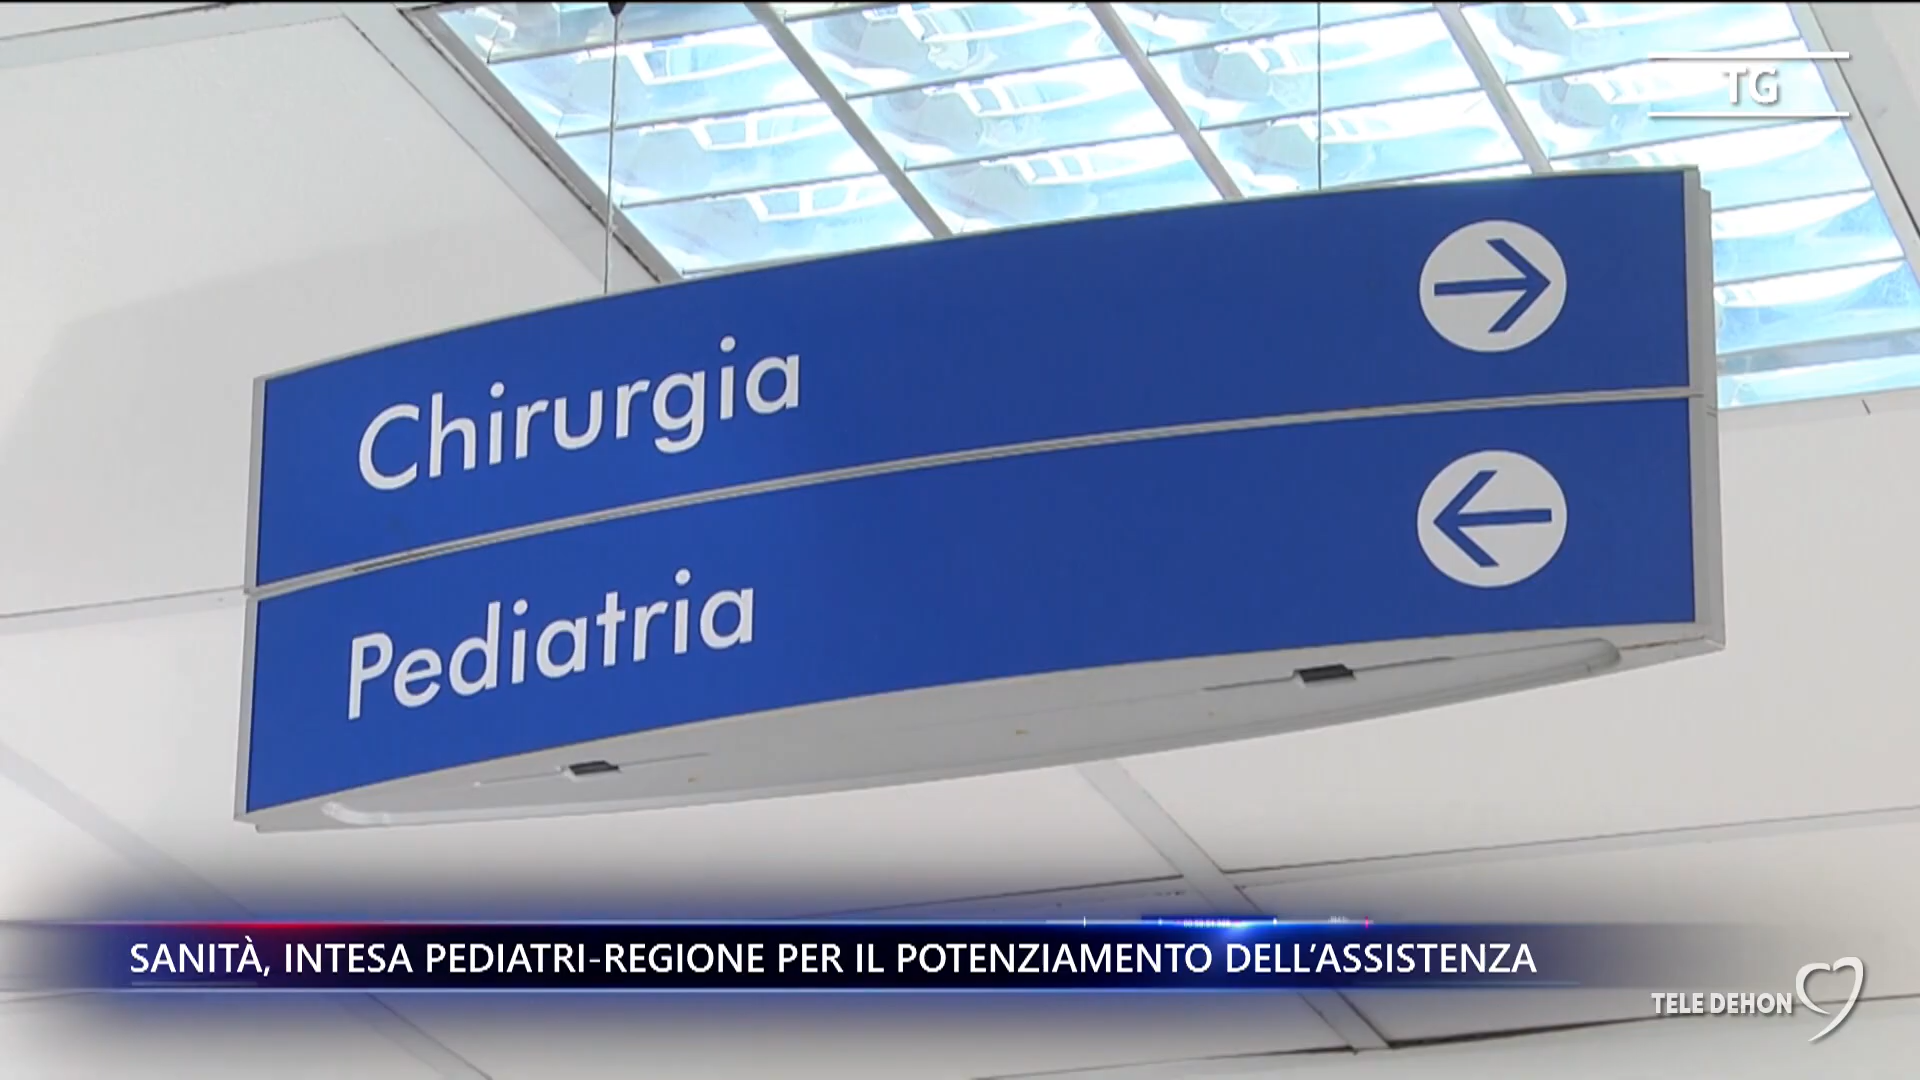 TG
Chirurgia
Pediatria
SANITÀ, INTESA PEDIATRI-REGIONE PER IL POTENZIAMENTO DELL'ASSISTENZA
TELE DEHON